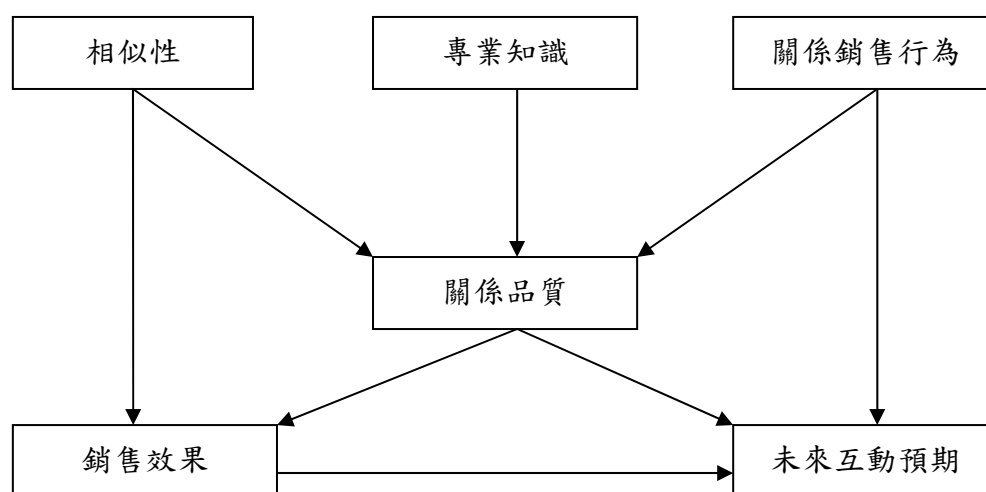 相似性
專業知識
關係銷售行為
關係品質
銷售效果
未來互動預期